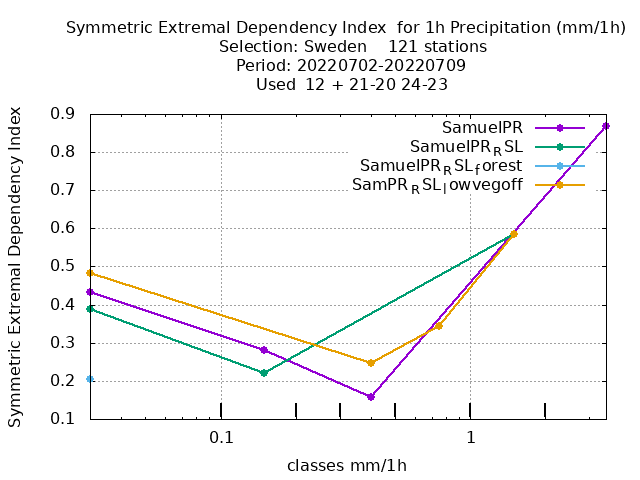 Symmetric Extremal Dependency Index  for 1h Precipitation (mm/1h)
Selection: Sweden    121 stations
Period: 20220702-20220709
Used  12 + 21-20 24-23
Symmetric Extremal Dependency Index
0.9
0.8
0.7
0.6
0.5
0.4
0.3
0.2
0.1
SamuelPR
SamuelPR_RSL
SamuelPR_RSL_forest
SamPR_RSL_lowvegoff
0.1
1
classes mm/1h